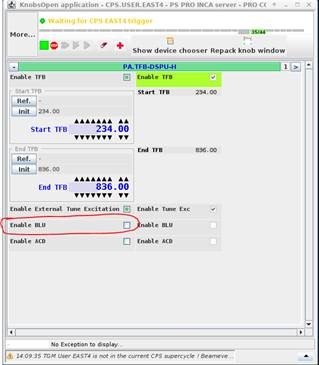 KnobsOpen application - CPS.USER.EAST4 - PS PRO INCA server - PRO CC
Waiting for CPS.USER.EAST4 trigger
More...
35/44
Show device chooser Repack knob window
PA.TFB-DSPU-H
1
Enable TFB Enable TFB
Start TFB Start TFB 234.00
Ref. -
Init 234.00
Start TFB 234.00
End TFB End TFB 836.00
Ref. -
Init 836.00
End TFB 836.00
Enable External Tune Excitation Enable Tune Exc
Enable BLU Enable BLU
Enable ACD Enable ACD
- No Exception to display...
14:09:35 TGM User EAST4 is not in the current CPS supercycle ! Beameve...